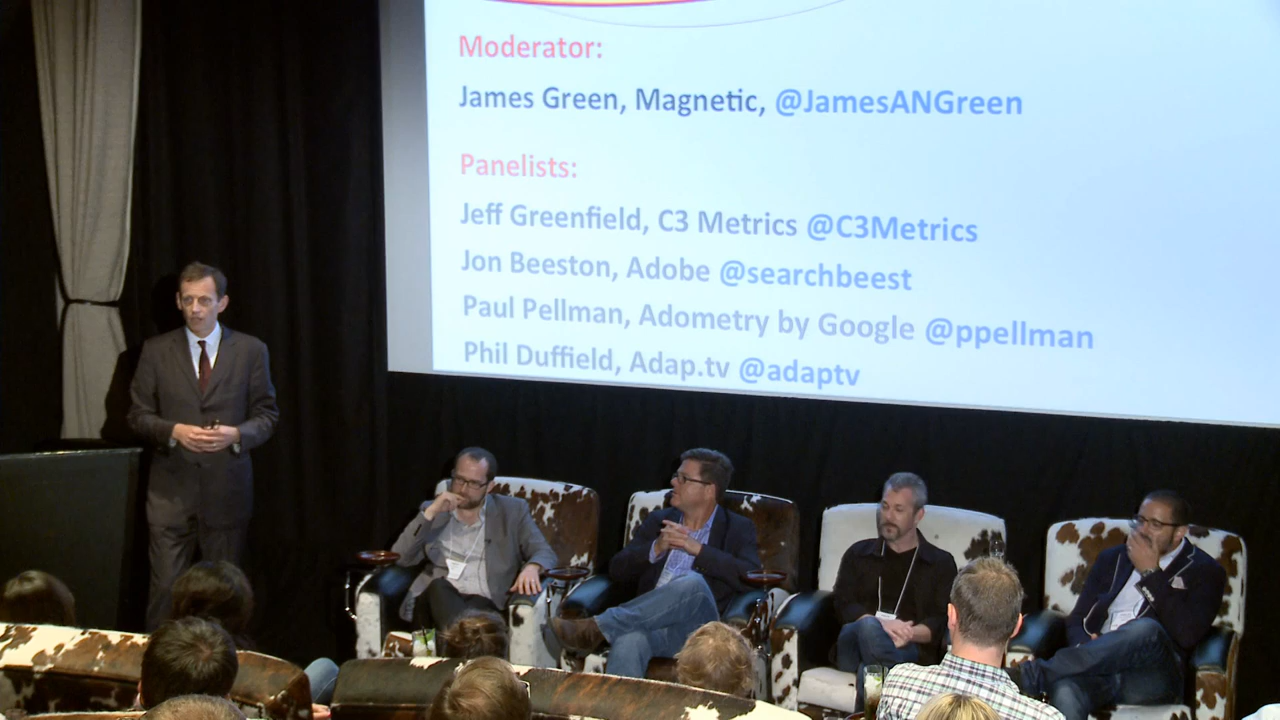 Moderator:
James Green, Magnetic, @JamesANGreen
Panelists:
Jeff Greenfield, C3 Metrics @C3Metrics
Jon Beeston, Adobe @searchbeest
Paul Pellman, Adometry by Google @ppellman
Phil Duffield, Adap.tv @adaptv